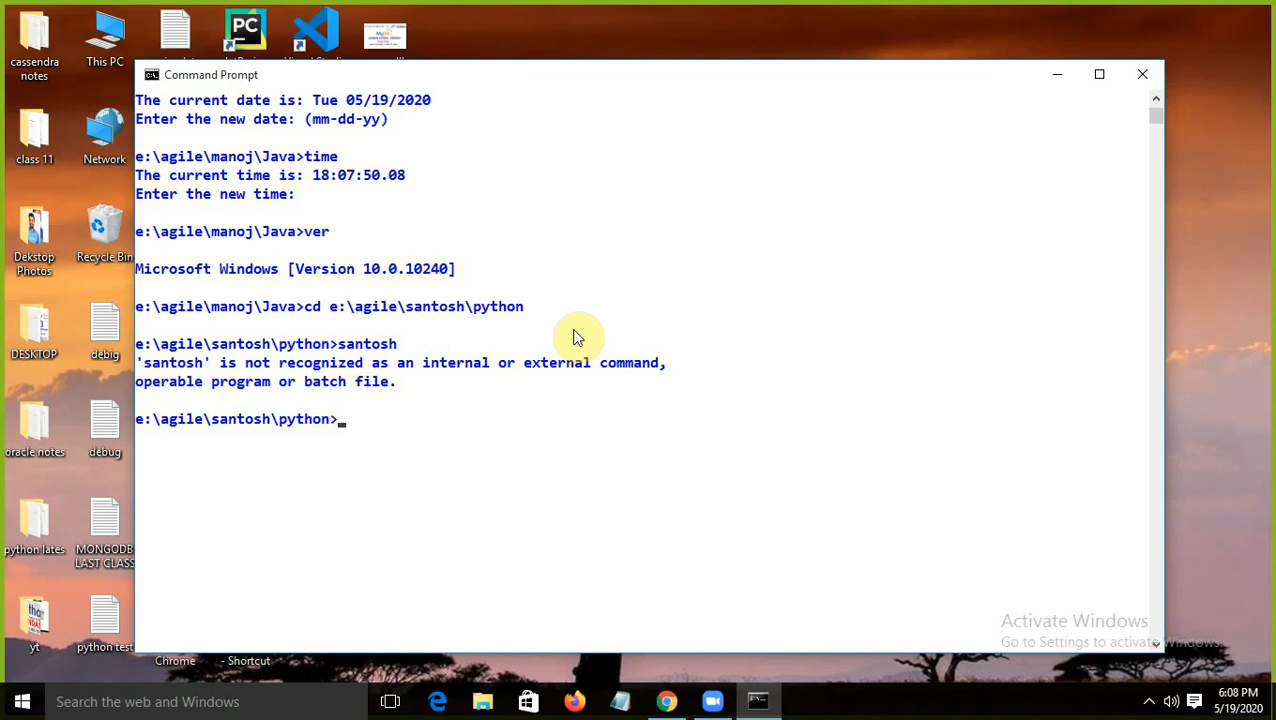 cassendra
notes
This PC
PC
class 11
Network
Dekstop
Photos
Recycle Bin
DESKTOP
debig
oracle notes
debug
python lates
MONGODB
LAST CLASS
yt
python test
Chrome
- Shortcut
Command Prompt
The current date is: Tue 05/19/2020
Enter the new date: (mm-dd-yy)
e:\agile\manoj\Java>time
The current time is: 18:07:50.08
Enter the new time:
e:\agile\manoj\Java>ver
Microsoft Windows [Version 10.0.10240]
e:\agile\manoj\Java>cd e:\agile\santosh\python
e:\agile\santosh\python>santosh
'santosh' is not recognized as an internal or external command,
operable program or batch file.
e:\agile\santosh\python>
Activate Windows
Go to Settings to activate Windows.
Search the web and Windows
6:08 PM
5/19/2020